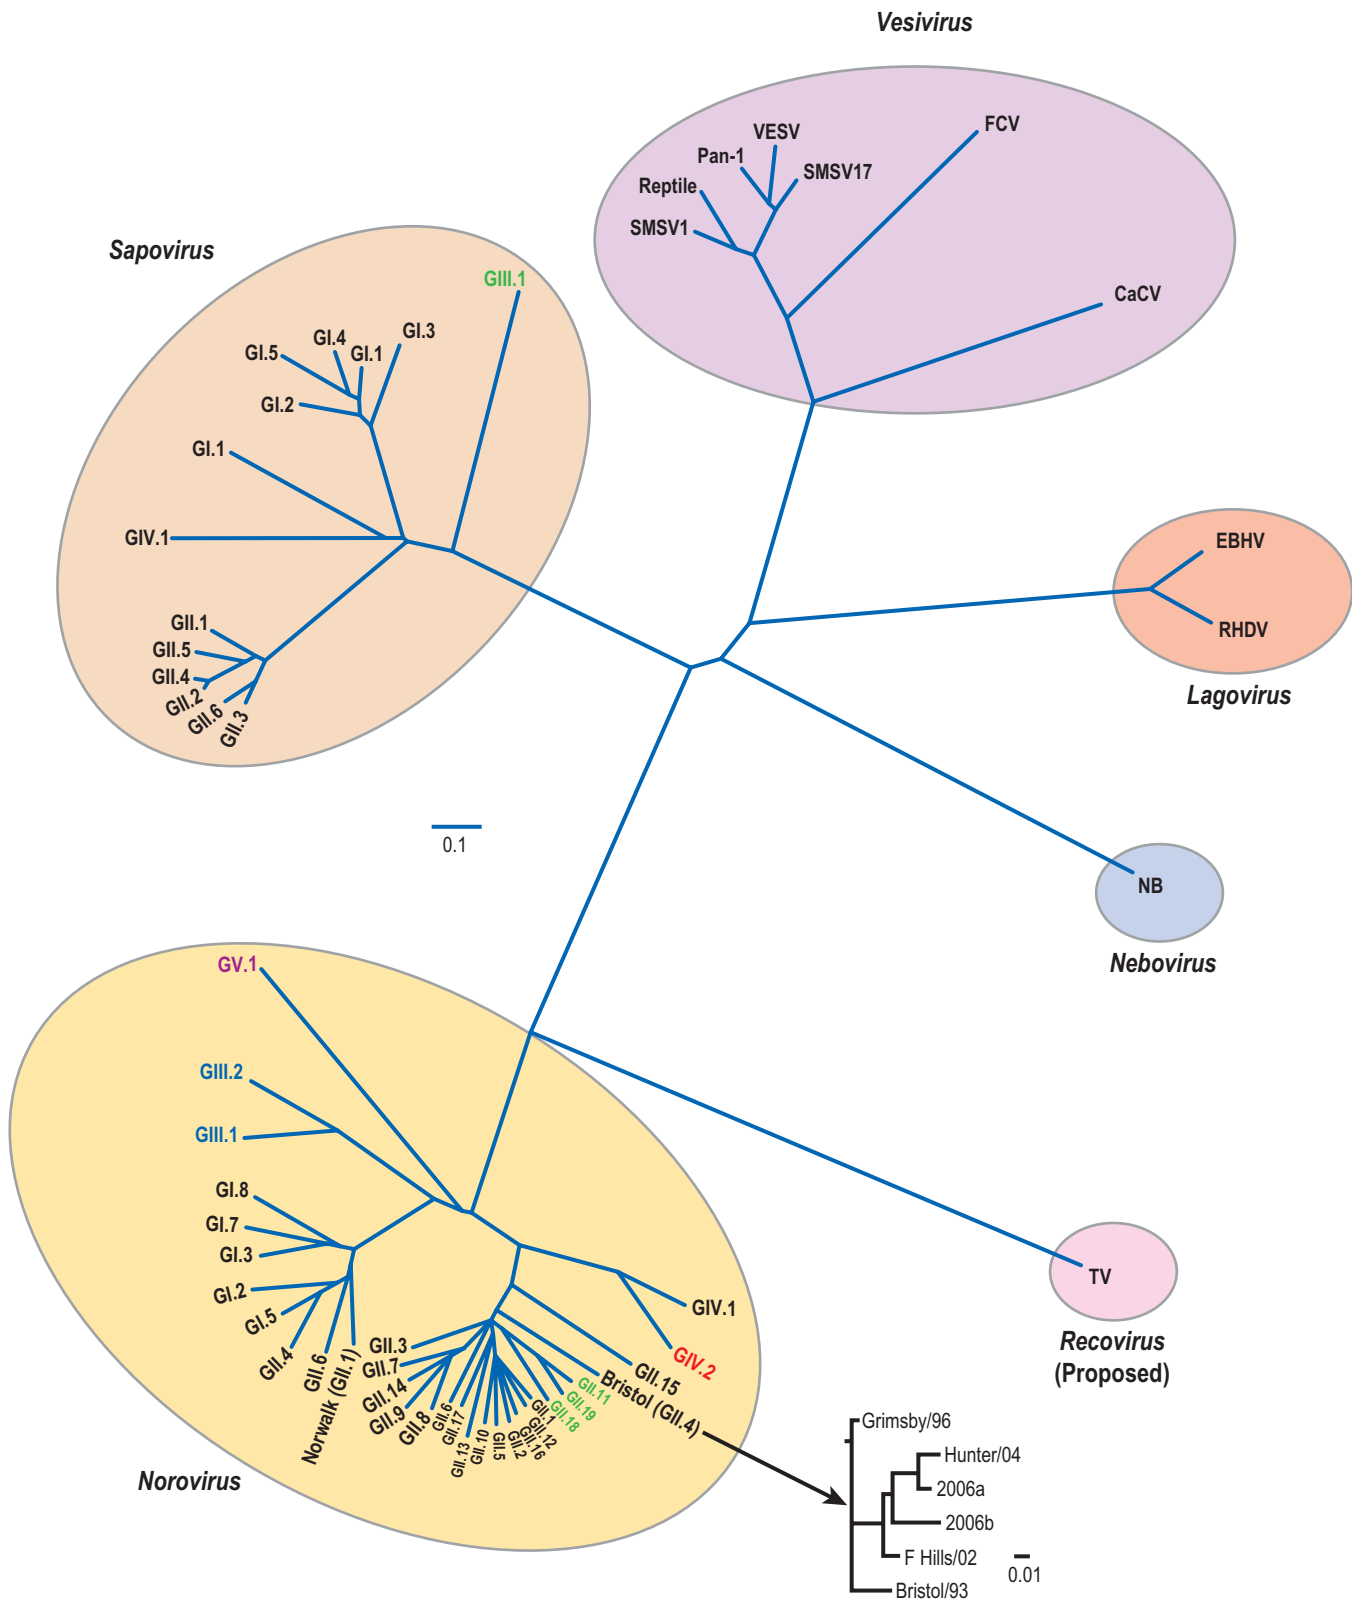 Vesivirus
FCV
VESV
Pan-1
SMSV17
Reptile
SMSV1
CaCV
Sapovirus
GIII.1
GI.3
GI.4
GI.1
GI.5
GI.2
GI.1
GIV.1
GII.1
GII.5
GII.4
GII.2
GII.6
GII.3
EBHV
RHDV
Lagovirus
0.1
NB
Nebovirus
GV.1
GIII.2
GIII.1
GI.8
GI.7
GI.3
GI.2
GI.5
GII.4
GII.6
Norwalk (GII.1)
GII.3
GII.7
GII.14
GII.9
GII.8
GII.6
GII.17
GII.13
GII.10
GII.5
GII.2
GII.16
GII.12
GII.1
GII.18
GII.19
GII.11
Bristol (GII.4)
GII.15
GIV.2
GIV.1
Norovirus
TV
Recovirus
(Proposed)
Grimsby/96
Hunter/04
2006a
2006b
F Hills/02
Bristol/93
0.01